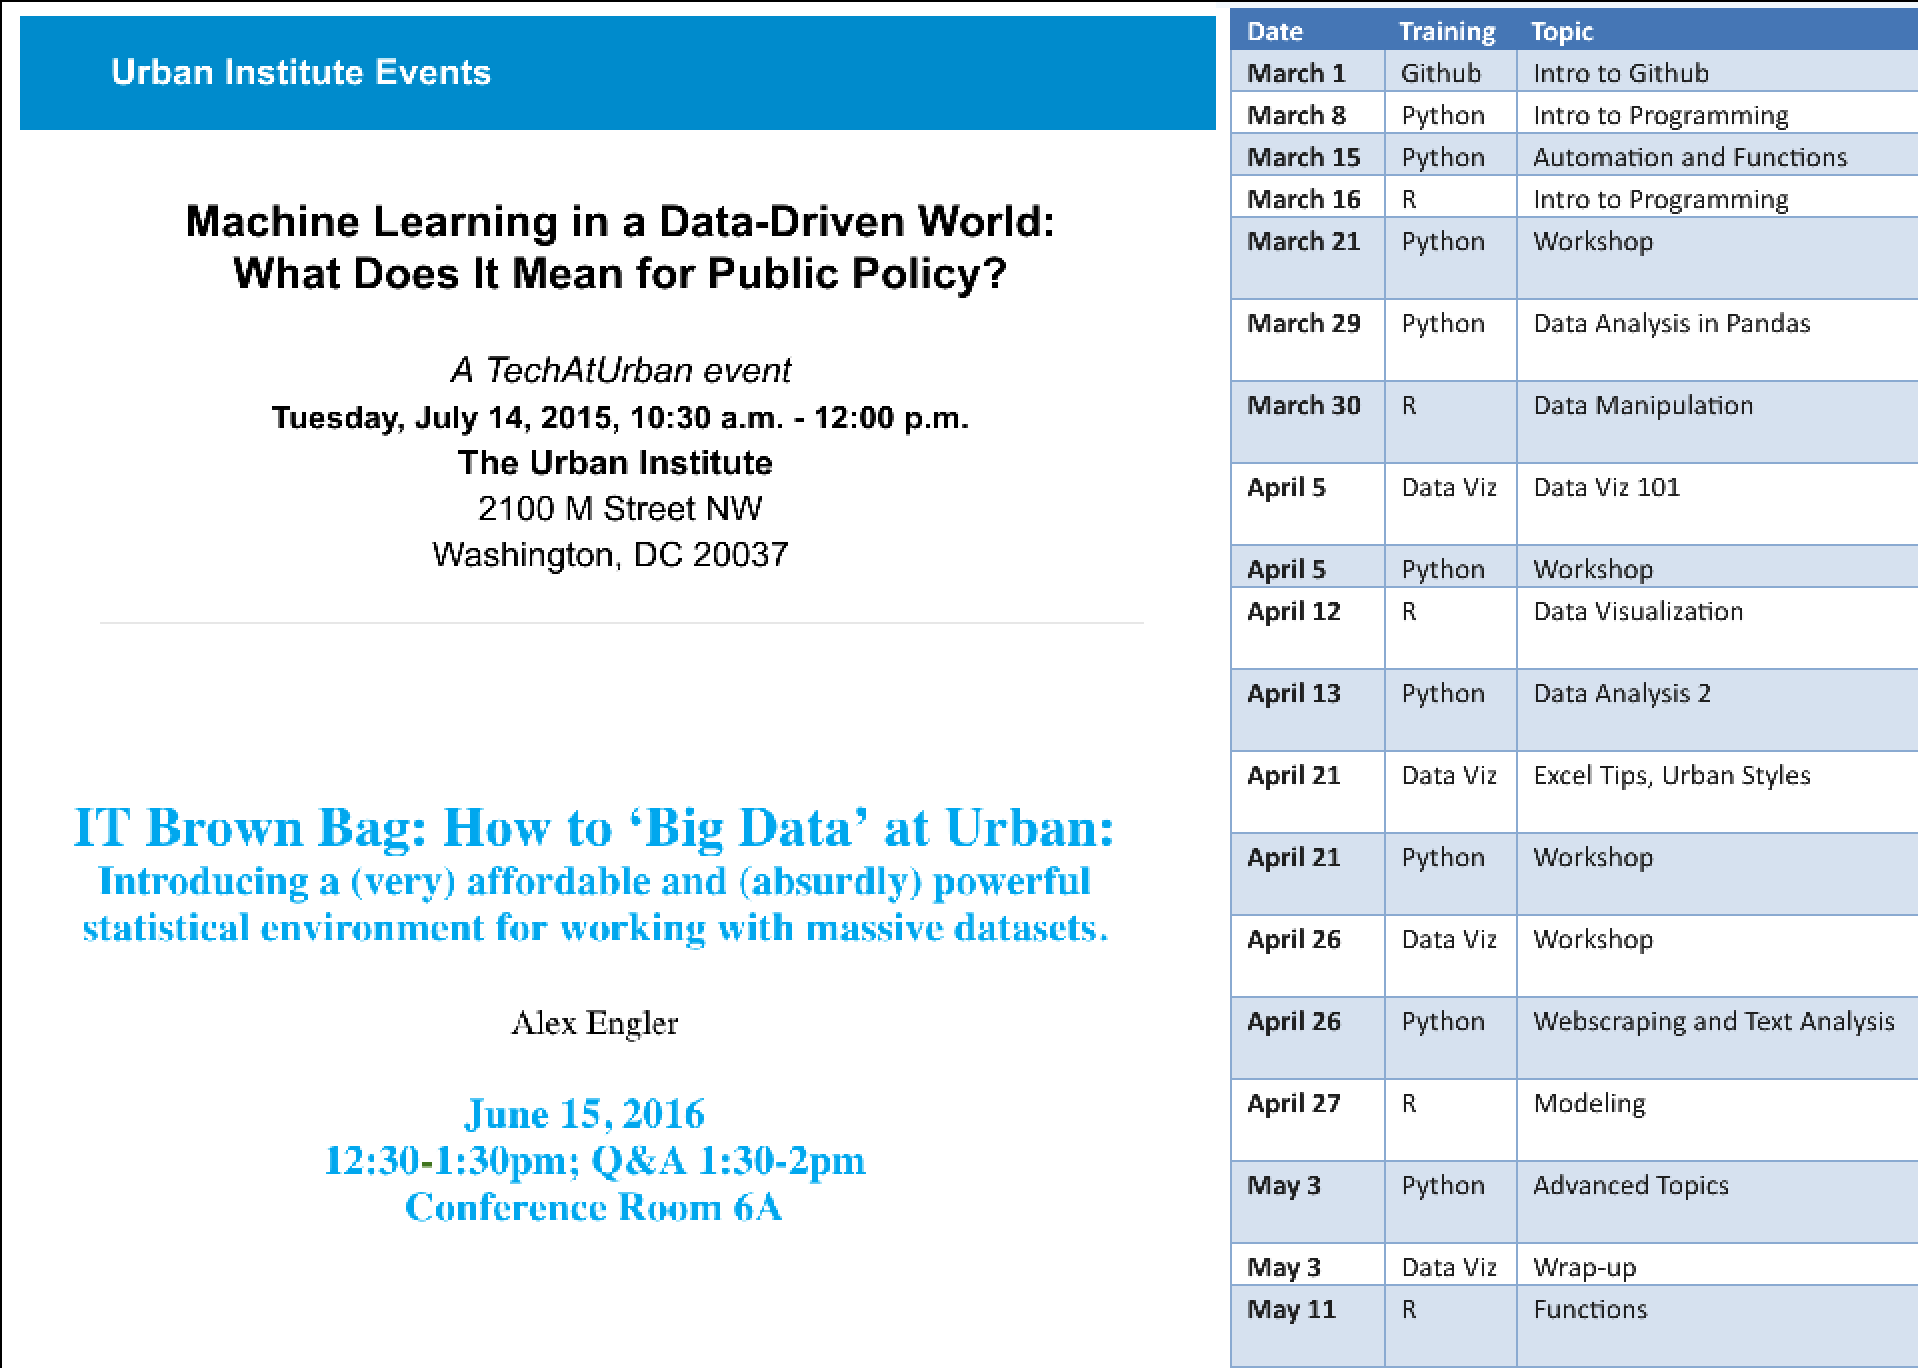 Urban Institute Events
Machine Learning in a Data-Driven World:
What Does It Mean for Public Policy?
A TechAtUrban event
Tuesday, July 14, 2015, 10:30 a.m. - 12:00 p.m.
The Urban Institute
2100 M Street NW
Washington, DC 20037
IT Brown Bag: How to ‘Big Data’ at Urban:
Introducing a (very) affordable and (absurdly) powerful
statistical environment for working with massive datasets.
Alex Engler
June 15, 2016
12:30-1:30pm; Q&A 1:30-2pm
Conference Room 6A
Date Training Topic
March 1 Github Intro to Github
March 8 Python Intro to Programming
March 15 Python Automation and Functions
March 16 R Intro to Programming
March 21 Python Workshop
March 29 Python Data Analysis in Pandas
March 30 R Data Manipulation
April 5 Data Viz Data Viz 101
April 5 Python Workshop
April 12 R Data Visualization
April 13 Python Data Analysis 2
April 21 Data Viz Excel Tips, Urban Styles
April 21 Python Workshop
April 26 Data Viz Workshop
April 26 Python Webscraping and Text Analysis
April 27 R Modeling
May 3 Python Advanced Topics
May 3 Data Viz Wrap-up
May 11 R Functions